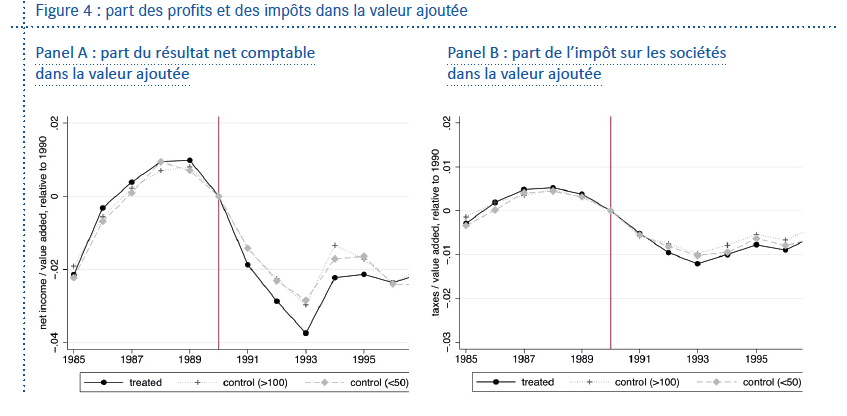 Figure 4 : part des profits et des impôts dans la valeur ajoutée
Panel A : part du résultat net comptable
dans la valeur ajoutée
net income / value added, relative to 1990
.02
0
-.02
-.04
1985
1987
1989
1991
1993
1995
treated
control (>100)
control (<50)
Panel B : part de l'impôt sur les sociétés
dans la valeur ajoutée
taxes / value added, relative to 1990
.02
.01
0
-.01
-.02
-.03
1985
1987
1989
1991
1993
1995
treated
control (>100)
control (<50)